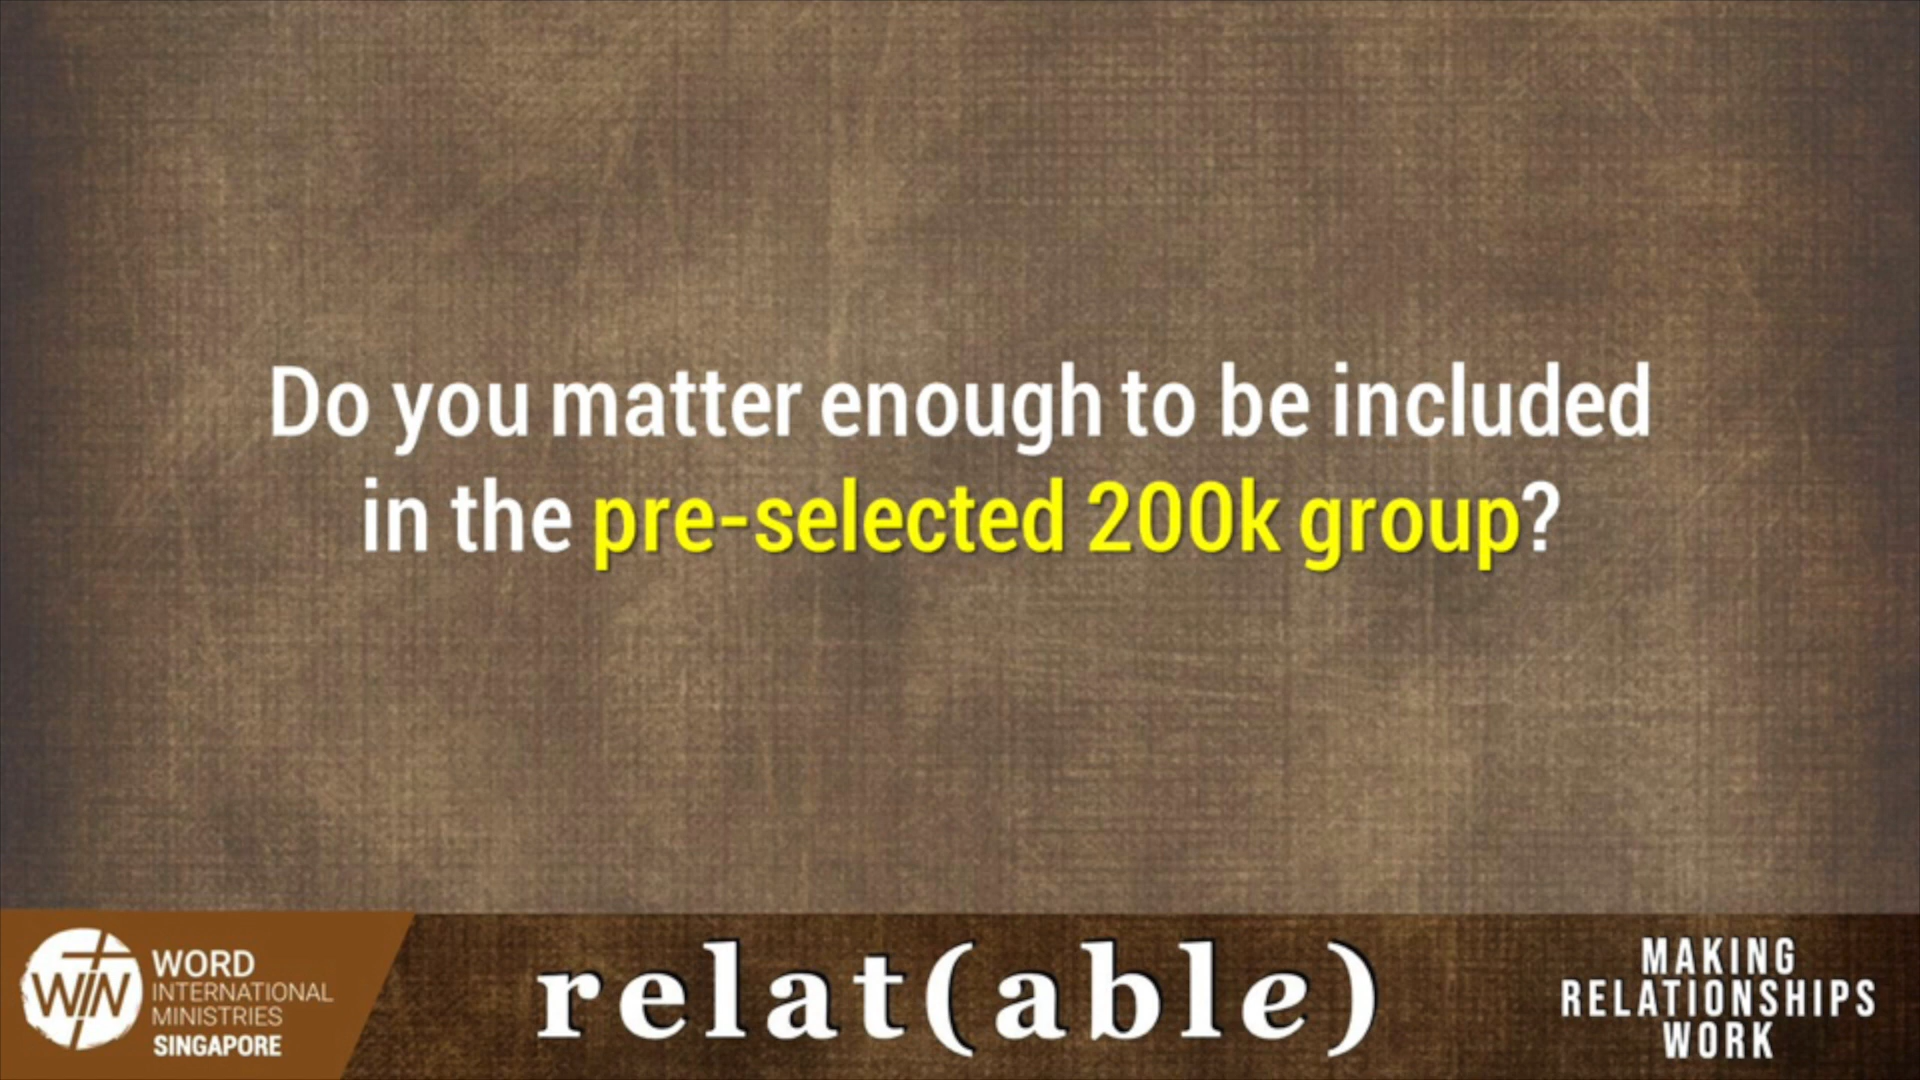 Do you matter enough to be included
in the pre-selected 200k group?
WIN
WORD
INTERNATIONAL
MINISTRIES
SINGAPORE
relat(able)
MAKING
RELATIONSHIPS
WORK